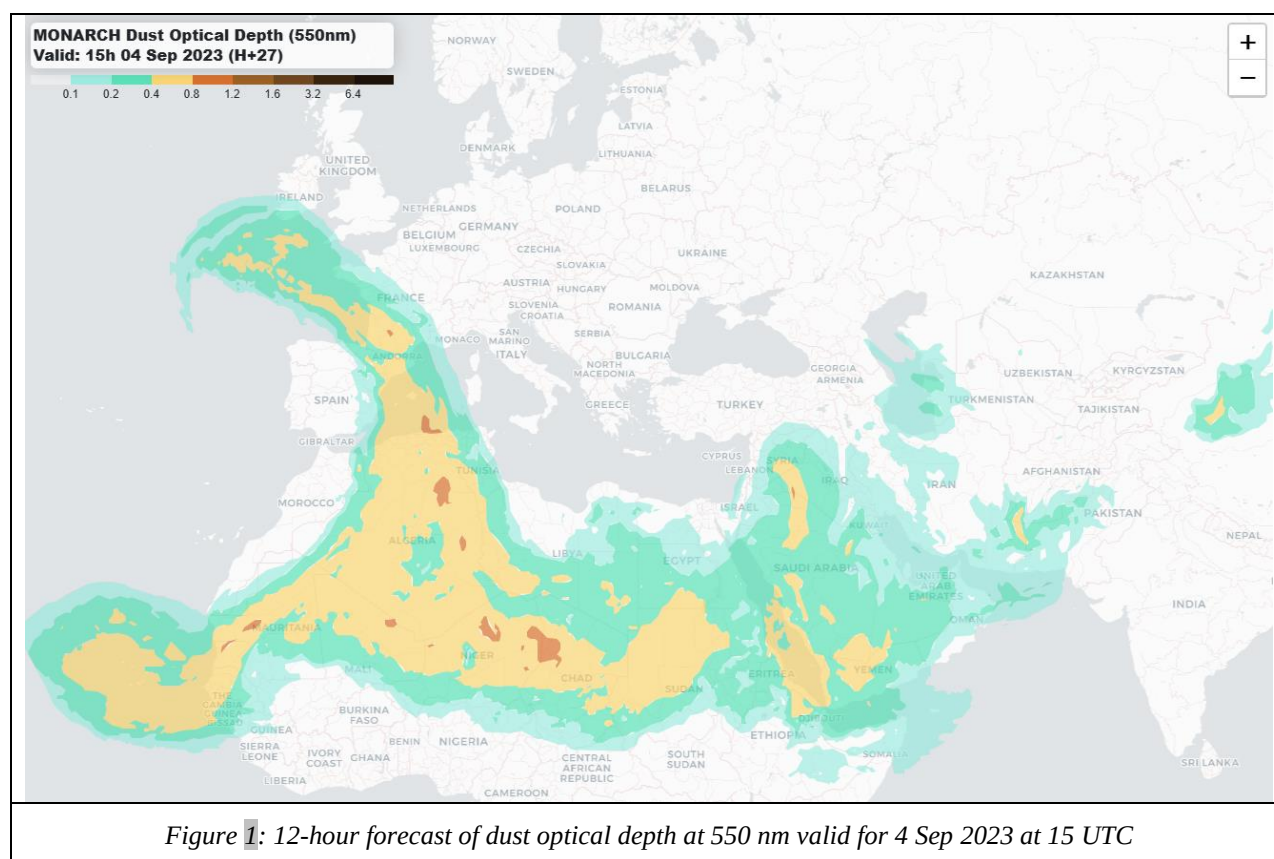 MONARCH Dust Optical Depth (550nm)
Valid: 15h 04 Sep 2023 (H+27)
0.1 0.2 0.4 0.8 1.2 1.6 3.2 6.4
+
−
NORWAY
SWEDEN
ESTONIA
LATVIA
LITHUANIA
DENMARK
UNITED
KINGDOM
IRELAND
BELARUS
NETHERLANDS
POLAND
BELGIUM
GERMANY
LUXEMBOURG
CZECHIA
UKRAINE
SLOVAKIA
KAZAKHSTAN
AUSTRIA
HUNGARY
MOLDOVA
FRANCE
SLOVENIA
CROATIA
ROMANIA
MONACO
SAN
MARINO
SERBIA
ITALY
BULGARIA
ANDORRA
NORTH
MACEDONIA
GEORGIA
ARMENIA
UZBEKISTAN
KYRGYZSTAN
SPAIN
GREECE
TURKEY
TURKMENISTAN
TAJIKISTAN
GIBRALTAR
CYPRUS
LEBANON
SYRIA
TUNISIA
AFGHANISTAN
IRAQ
IRAN
MOROCCO
ISRAEL
PAKISTAN
KUWAIT
ALGERIA
LIBYA
EGYPT
NEPAL
SAUDI ARABIA
UNITED
ARAB
EMIRATES
INDIA
OMAN
MAURITANIA
MALI
NIGER
CHAD
SUDAN
ERITREA
YEMEN
THE
GAMBIA
GUINEA
BISSAU
BURKINA
FASO
DJIBOUTI
GUINEA
BENIN
NIGERIA
ETHIOPIA
SIERRA
LEONE
IVORY
COAST
GHANA
CENTRAL
AFRICAN
REPUBLIC
SOUTH
SUDAN
SOMALIA
SRI LANKA
LIBERIA
CAMEROON
Figure 1: 12-hour forecast of dust optical depth at 550 nm valid for 4 Sep 2023 at 15 UTC